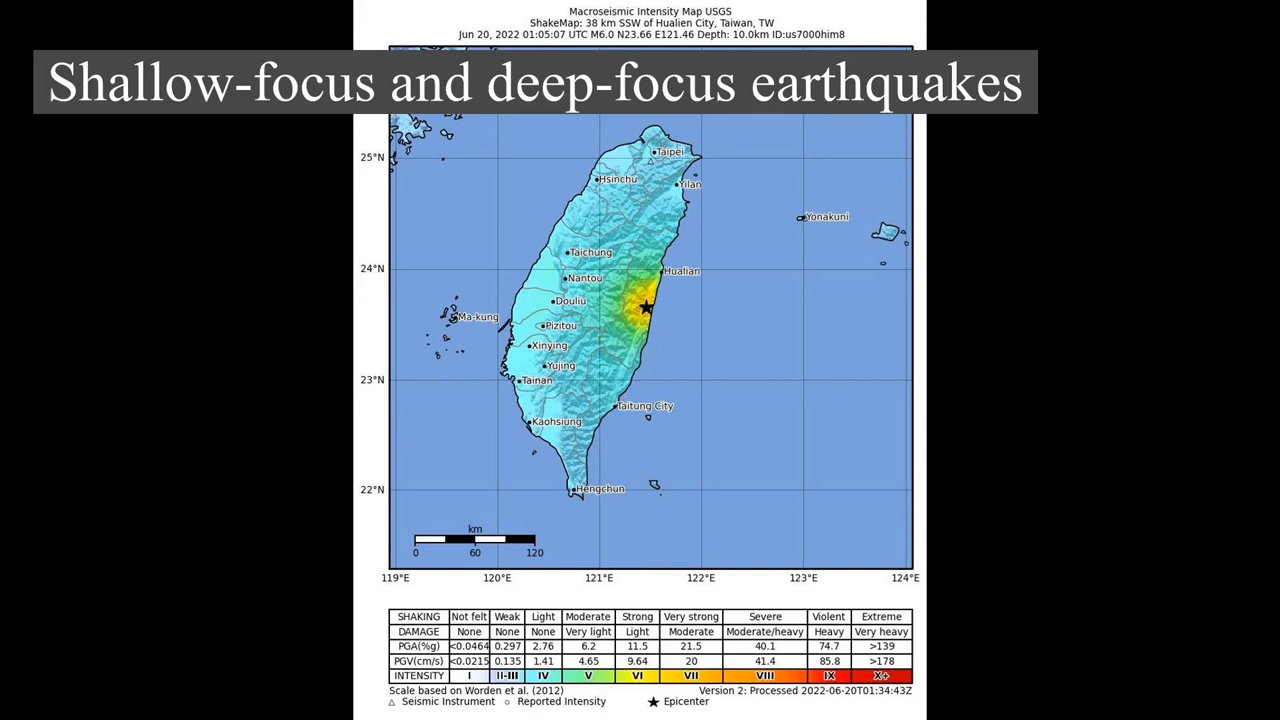 Macroseismic Intensity Map USGS
ShakeMap: 38 km SSW of Hualien City, Taiwan, TW
Jun 20, 2022 01:05:07 UTC M6.0 N23.66 E121.46 Depth: 10.0km ID:us7000him8
Shallow-focus and deep-focus earthquakes
25°N
Taipei
Hsinchu
Yilan
Yonakuni
Taichung
24°N
Hualian
Nantou
Douliu
Ma-kung
Pizitou
Xinying
Yujing
23°N
Tainan
Taitung City
Kaohsiung
22°N
Hengchun
km
0 60 120
119°E 120°E 121°E 122°E 123°E 124°E
SHAKING Not felt Weak Light Moderate Strong Very strong Severe Violent Extreme
DAMAGE None None None Very light Light Moderate Moderate/heavy Heavy Very heavy
PGA(%g) <0.0464 0.297 2.76 6.2 11.5 21.5 40.1 74.7 >139
PGV(cm/s) <0.0215 0.135 1.41 4.65 9.64 20 41.4 85.8 >178
INTENSITY I II-III IV V VI VII VIII IX X+
Scale based on Worden et al. (2012) Version 2: Processed 2022-06-20T01:34:43Z
△ Seismic Instrument ○ Reported Intensity ★ Epicenter